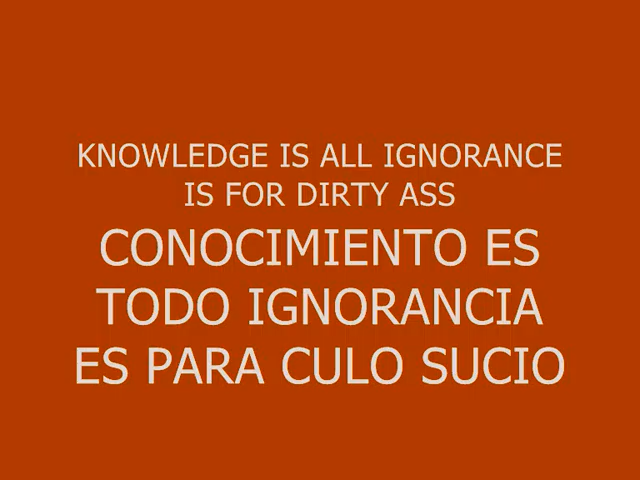 KNOWLEDGE IS ALL IGNORANCE
IS FOR DIRTY ASS
CONOCIMIENTO ES
TODO IGNORANCIA
ES PARA CULO SUCIO